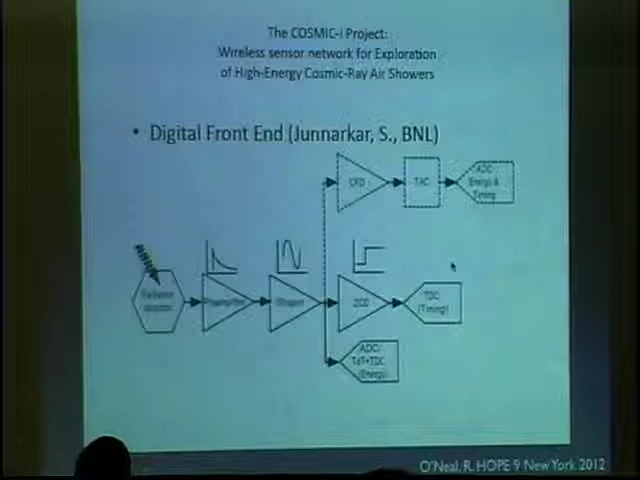 The COSMIC-i Project:
Wireless sensor network for Exploration
of High-Energy Cosmic-Ray Air Showers
• Digital Front End (Junnarkar, S., BNL)
CFD
TAC
ADC
Energy &
Timing
Radiation
Preamplifier
Shaper
TDC
(Timing)
ADC/
ToT+TDC
(Energy)
O'Neal, R. HOPE 9 New York 2012